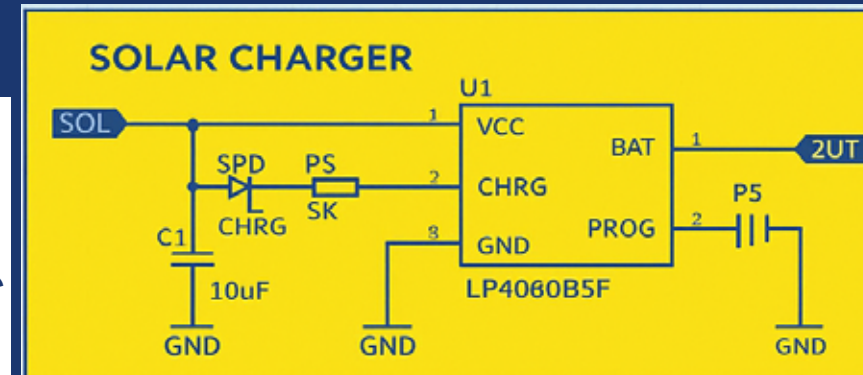 SOLAR CHARGER
U1
SOL
1
VCC
BAT
1
2UT
SPD
PS
2
CHRG
P5
CHRG
SK
C1
3
GND
PROG
2
10uF
LP4060B5F
GND
GND
GND